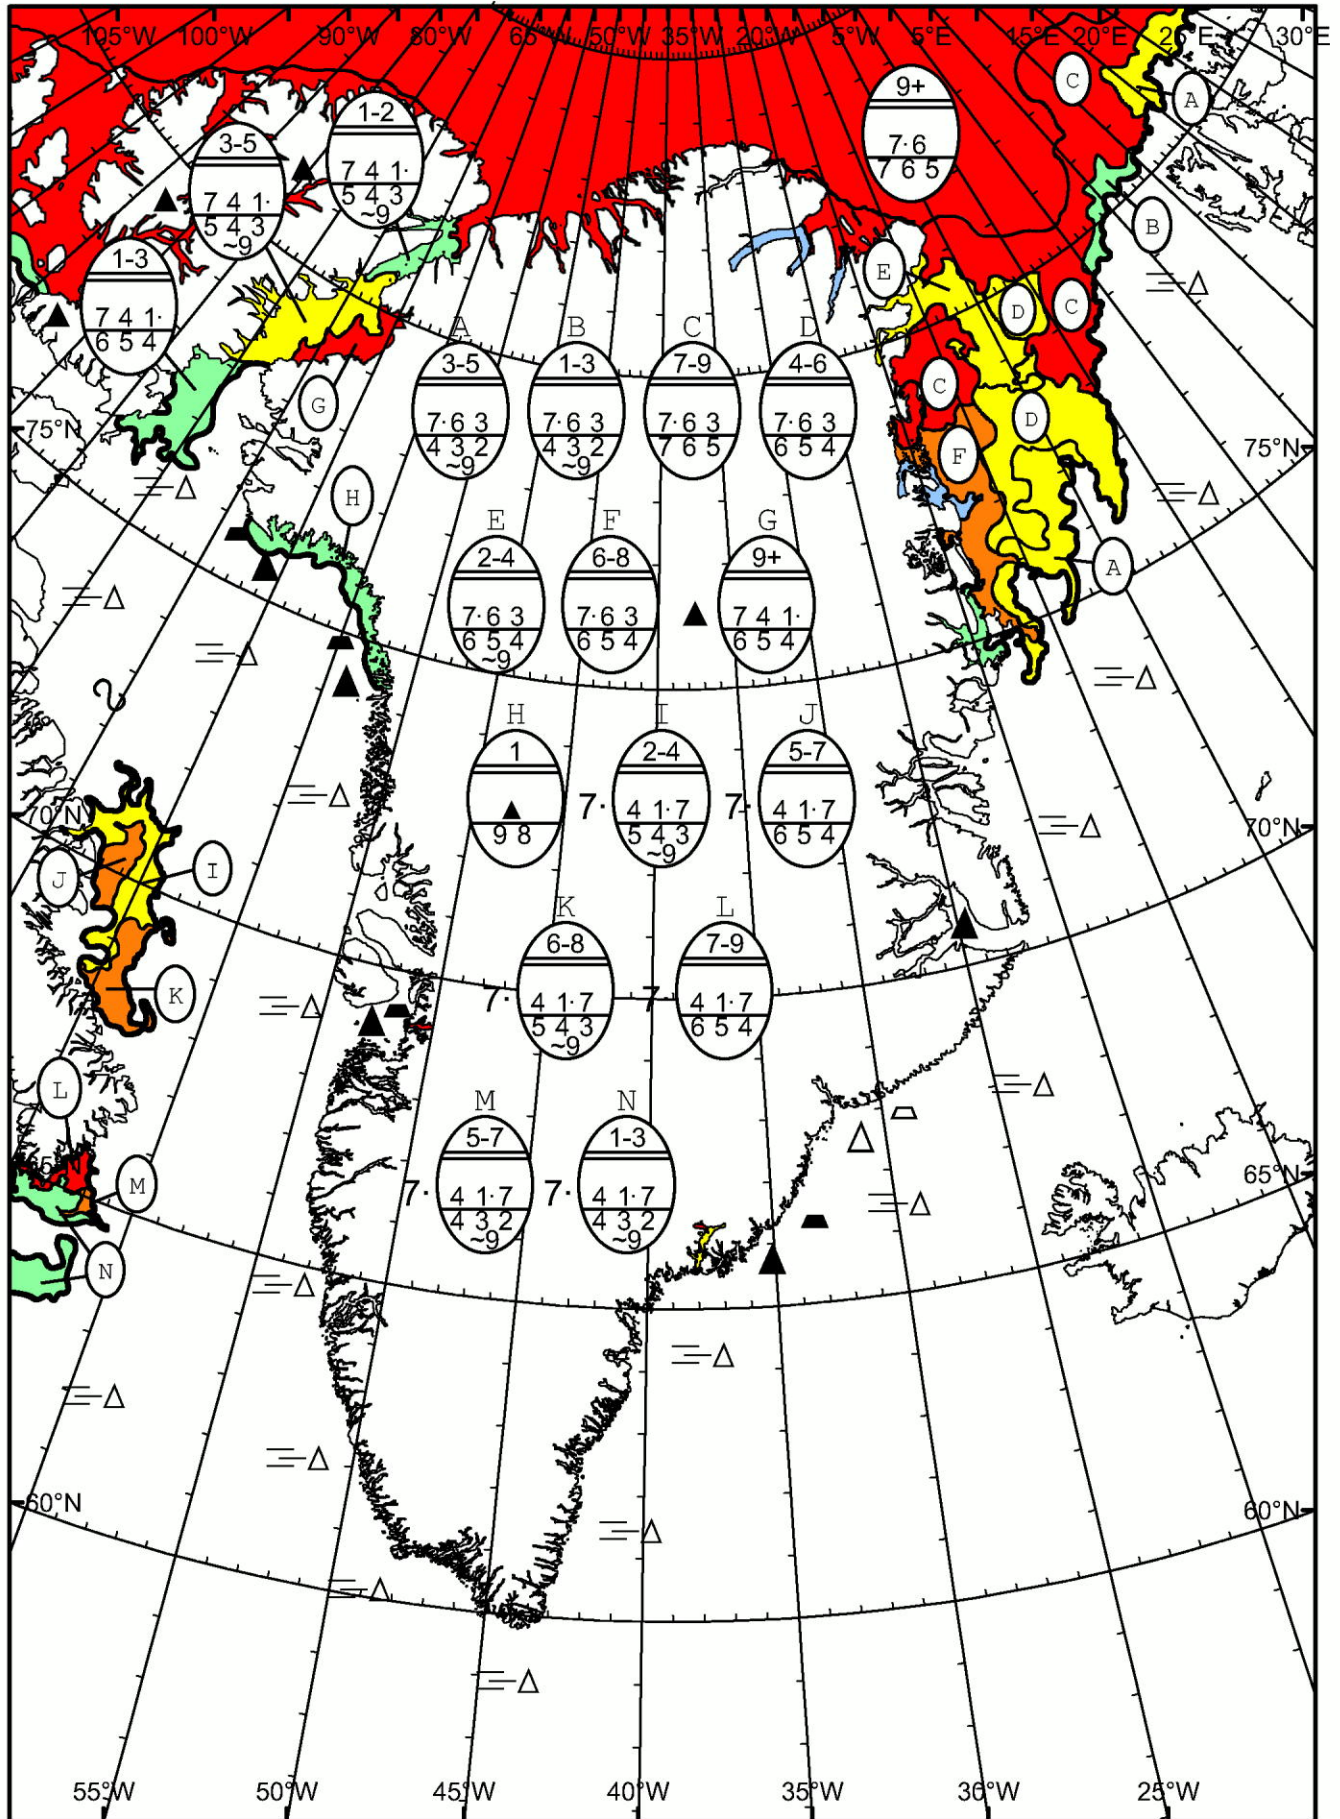 105°W 100°W 90°W 80°W 65°W 50°W 35°W 20°W 5°W 5°E 15°E 20°E 25°E 30°E
9+
7·6
7 6 5
1-2
7 4 1·
5 4 3
~9
3-5
7 4 1·
5 4 3
~9
1-3
7 4 1·
6 5 4
C
A
B
E
D
C
C
D
F
A
G
H
75°N
75°N
A
3-5
7·6 3
4 3 2
~9
B
1-3
7·6 3
4 3 2
~9
C
7-9
7·6 3
7 6 5
D
4-6
7·6 3
6 5 4
E
2-4
7·6 3
6 5 4
~9
F
6-8
7·6 3
6 5 4
G
9+
7 4 1·
6 5 4
H
1
9 8
I
2-4
7· 4 1·7
5 4 3
~9
J
5-7
7· 4 1·7
6 5 4
70°N
70°N
J
I
K
K
6-8
7· 4 1·7
5 4 3
~9
L
7-9
7· 4 1·7
6 5 4
L
M
N
M
5-7
7· 4 1·7
4 3 2
~9
N
1-3
7· 4 1·7
4 3 2
~9
65°N
65°N
60°N
60°N
55°W 50°W 45°W 40°W 35°W 30°W 25°W